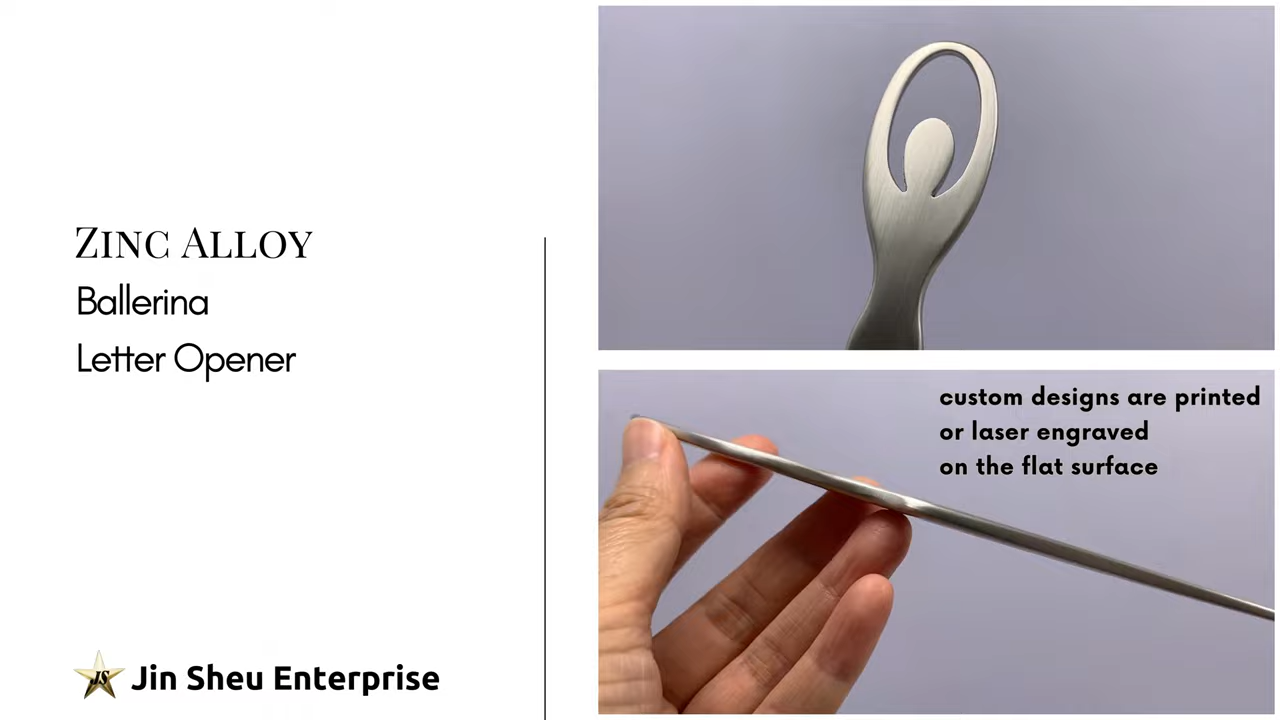 Zinc Alloy
Ballerina
Letter Opener
custom designs are printed
or laser engraved
on the flat surface
JS
Jin Sheu Enterprise